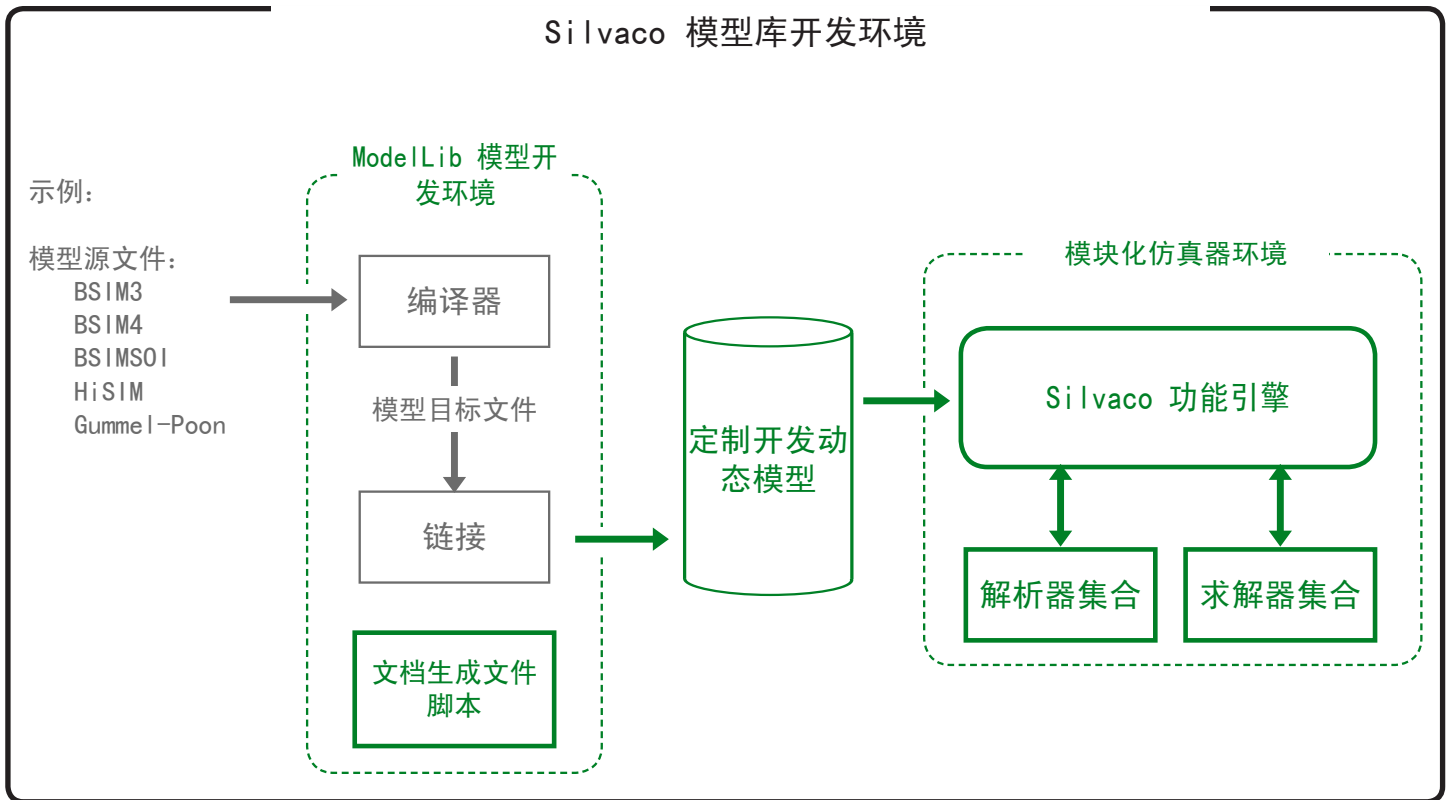 Silvaco 模型库开发环境
示例：
模型源文件：
BSIM3
BSIM4
BSIMSOI
HiSIM
Gummel-Poon
ModelLib 模型开
发环境
编译器
模型目标文件
链接
文档生成文件
脚本
定制开发动
态模型
模块化仿真器环境
Silvaco 功能引擎
解析器集合
求解器集合